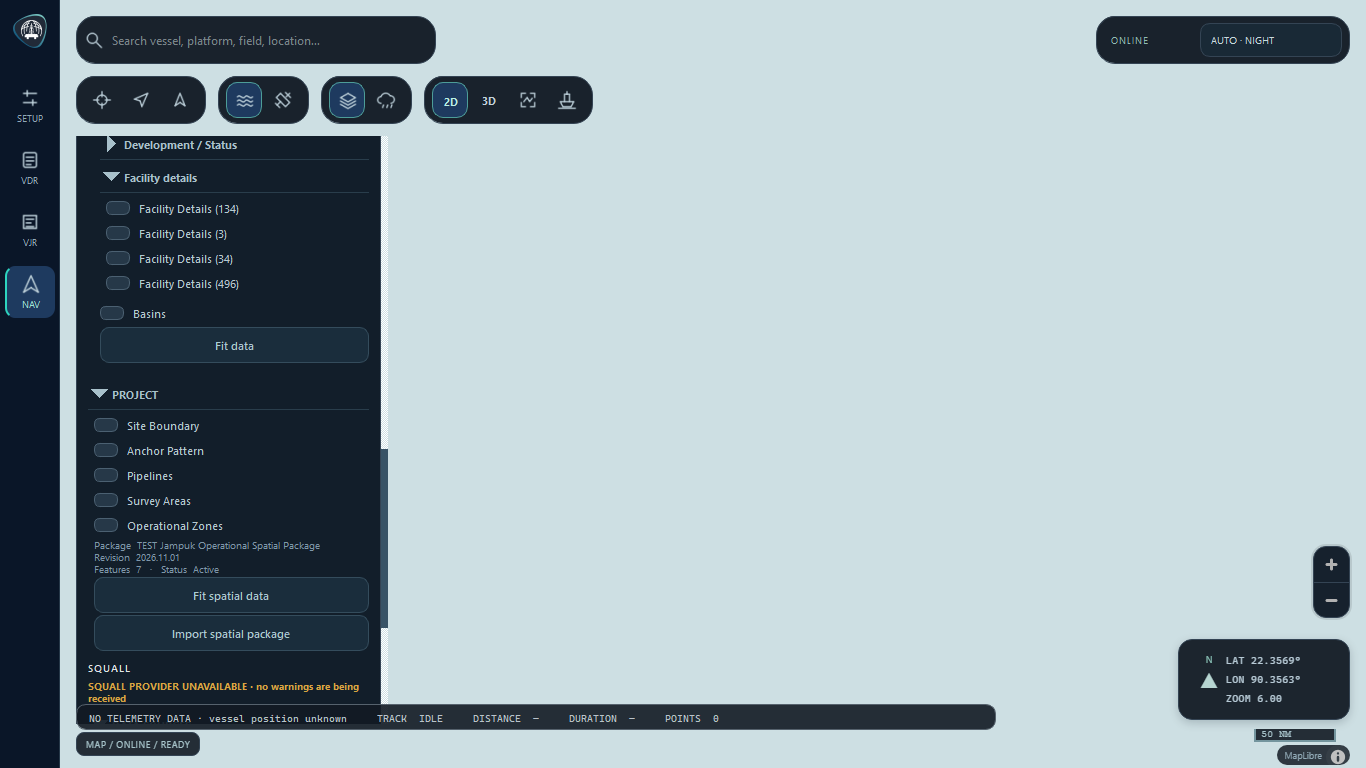 Search vessel, platform, field, location...
ONLINE
AUTO · NIGHT
2D
3D
SETUP
VDR
VJR
NAV
Development / Status
Facility details
Facility Details (134)
Facility Details (3)
Facility Details (34)
Facility Details (496)
Basins
Fit data
PROJECT
Site Boundary
Anchor Pattern
Pipelines
Survey Areas
Operational Zones
Package TEST Jampuk Operational Spatial Package
Revision 2026.11.01
Features 7 · Status Active
Fit spatial data
Import spatial package
SQUALL
SQUALL PROVIDER UNAVAILABLE · no warnings are being
received
NO TELEMETRY DATA · vessel position unknown TRACK IDLE DISTANCE — DURATION — POINTS 0
MAP / ONLINE / READY
+
−
N LAT 22.3569°
LON 90.3563°
ZOOM 6.00
50 NM
MapLibre